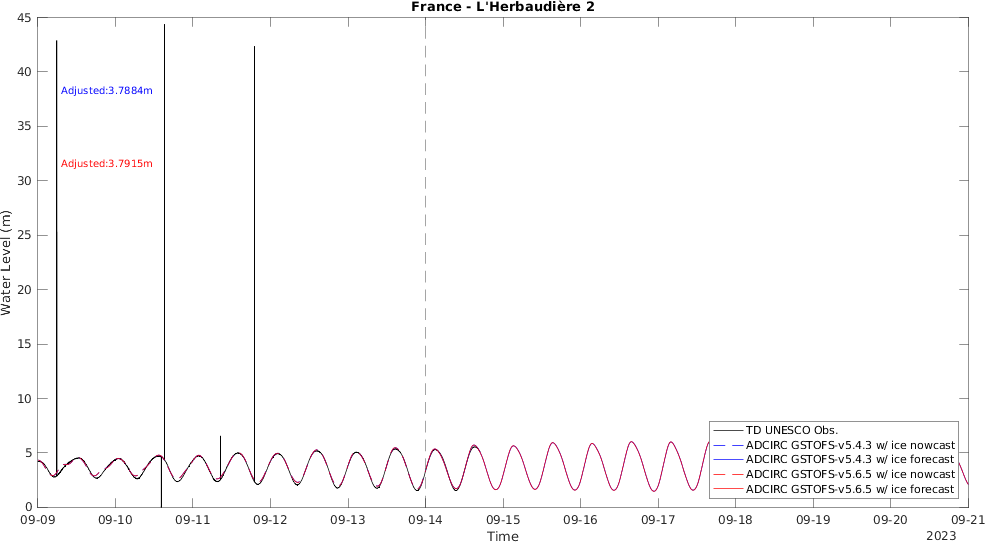 France - L'Herbaudière 2
45
40
35
30
25
20
15
10
5
0
Water Level (m)
Adjusted:3.7884m
Adjusted:3.7915m
TD UNESCO Obs.
ADCIRC GSTOFS-v5.4.3 w/ ice nowcast
ADCIRC GSTOFS-v5.4.3 w/ ice forecast
ADCIRC GSTOFS-v5.6.5 w/ ice nowcast
ADCIRC GSTOFS-v5.6.5 w/ ice forecast
09-09 09-10 09-11 09-12 09-13 09-14 09-15 09-16 09-17 09-18 09-19 09-20 09-21
Time
2023